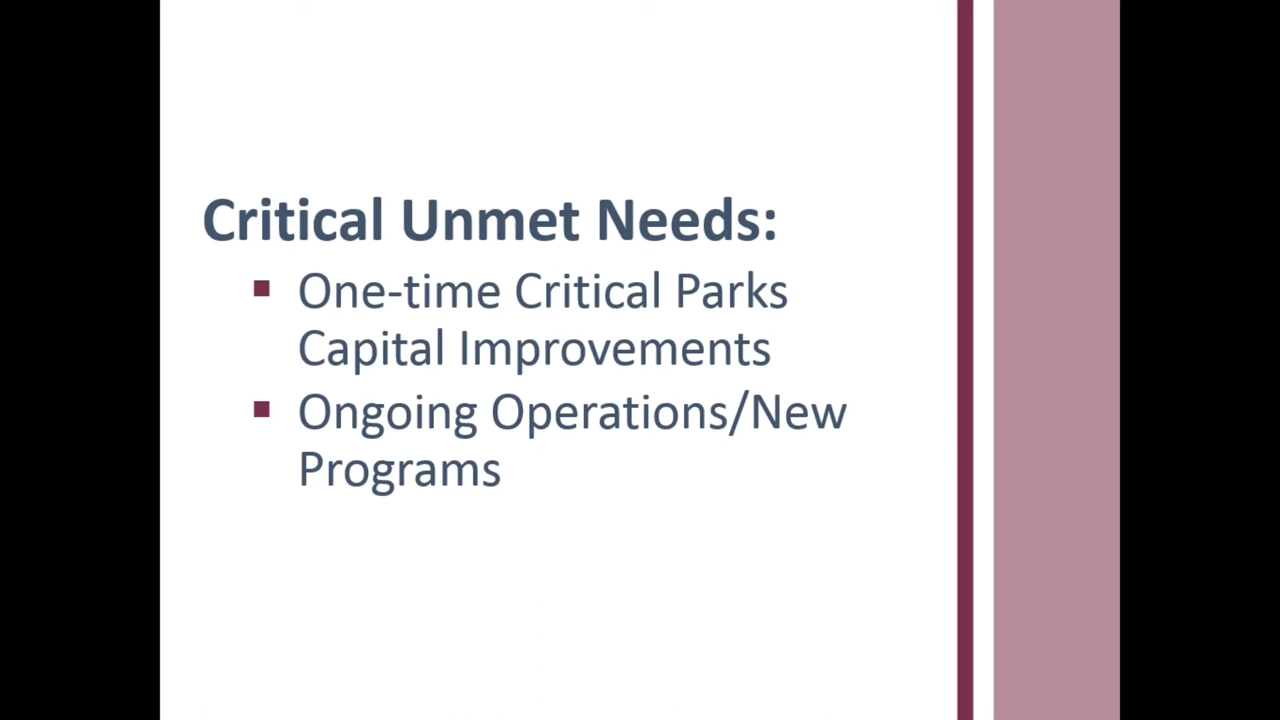 Critical Unmet Needs:
▪ One-time Critical Parks
Capital Improvements
▪ Ongoing Operations/New
Programs